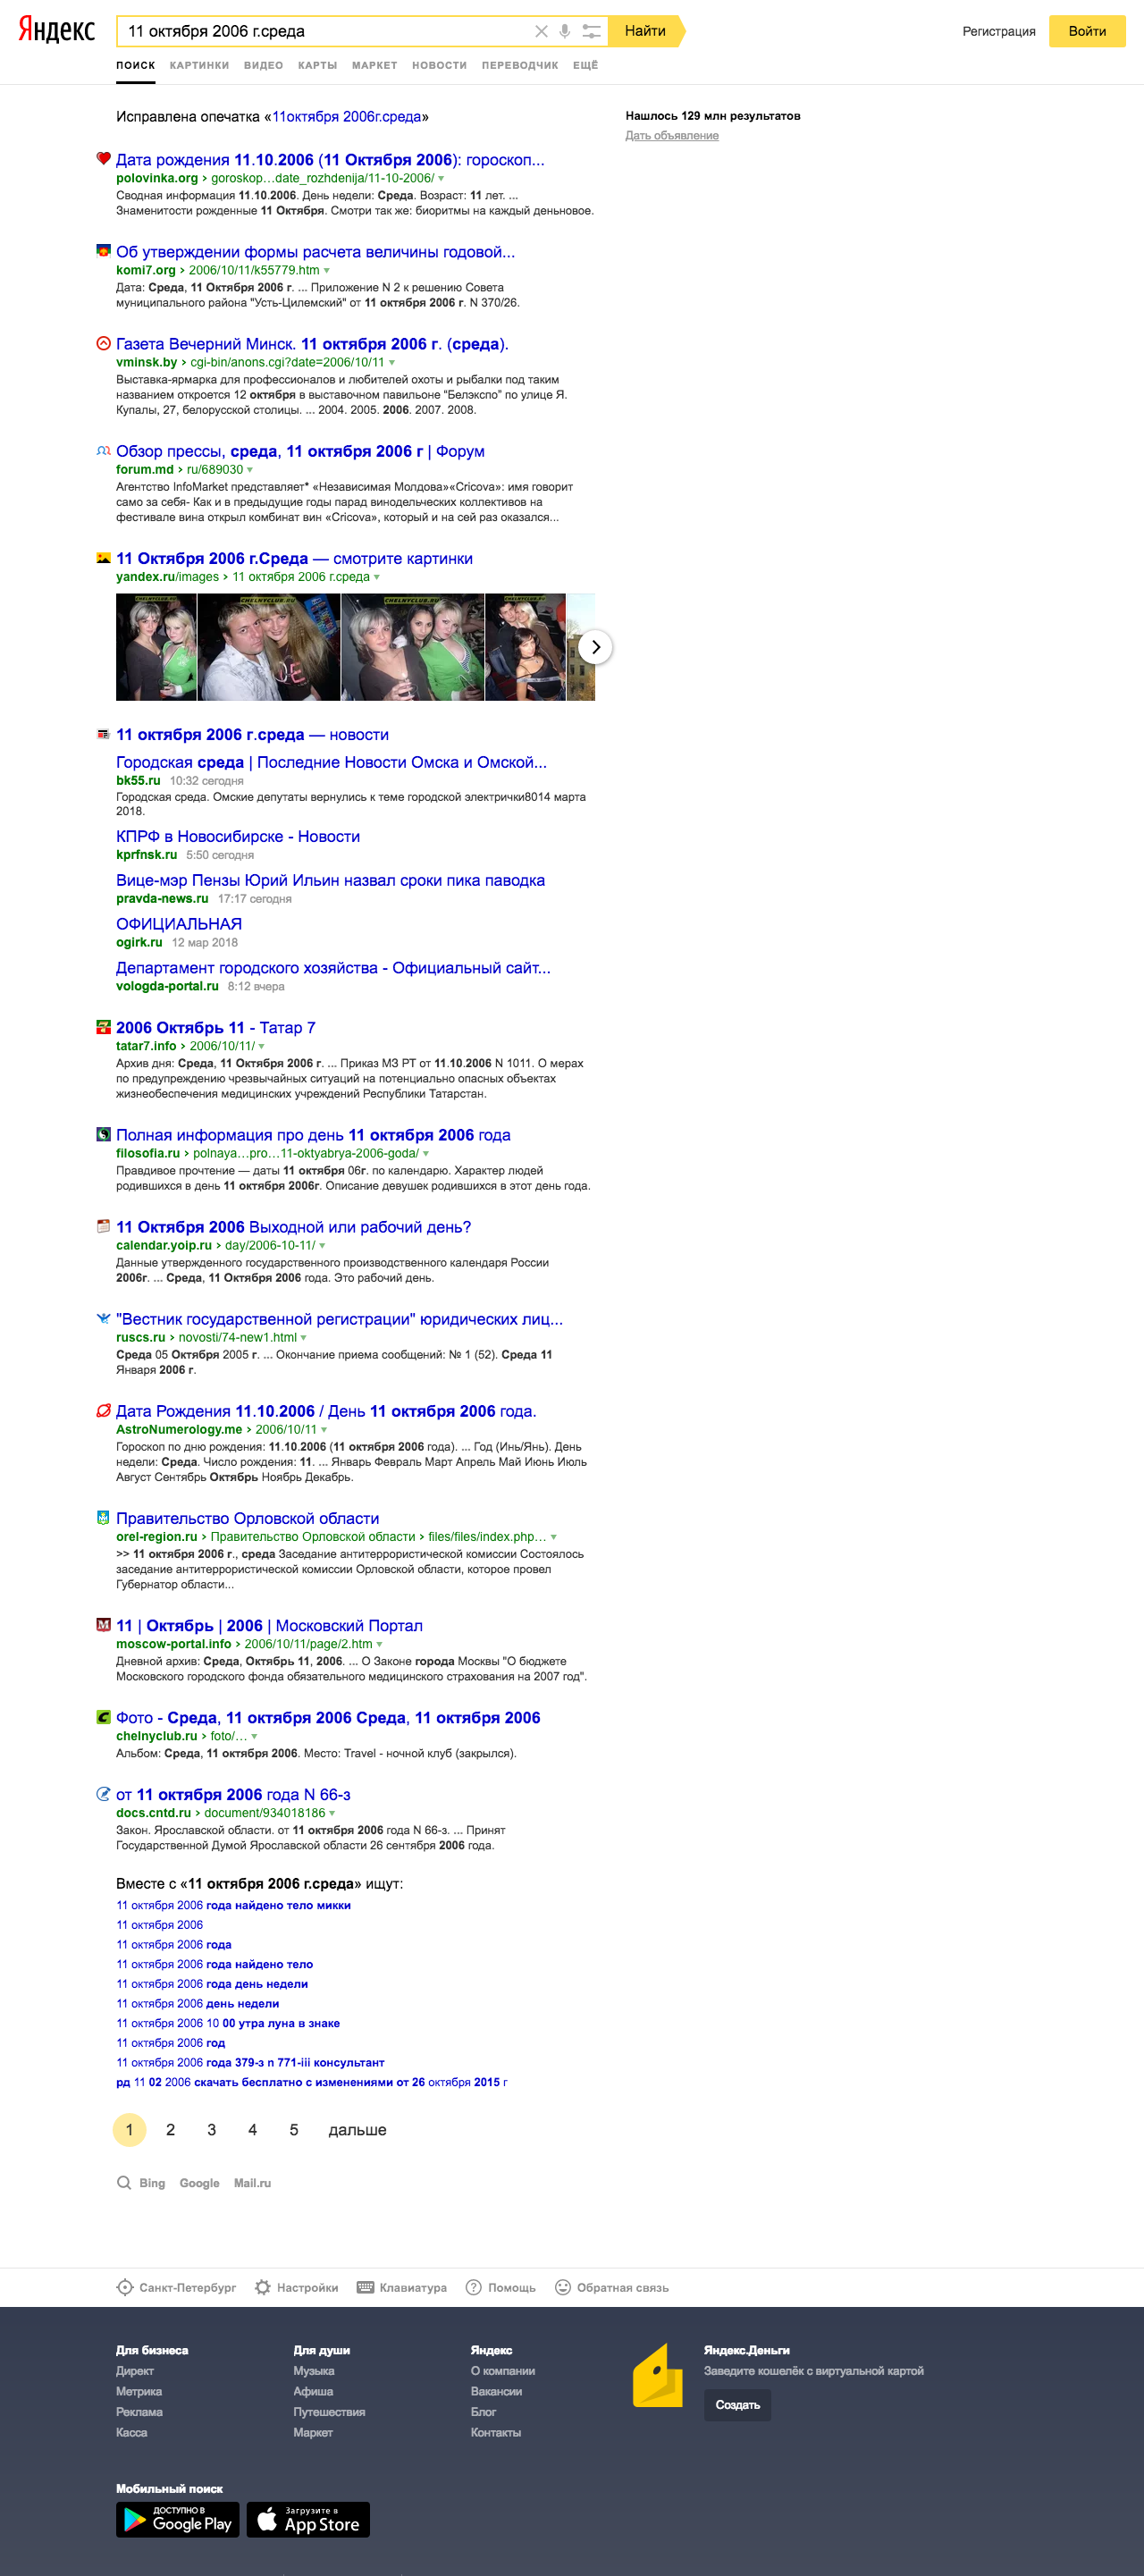 Яндекс
11 октября 2006 г.среда
Найти
Регистрация
Войти
ПОИСК КАРТИНКИ ВИДЕО КАРТЫ МАРКЕТ НОВОСТИ ПЕРЕВОДЧИК ЕЩЁ
Исправлена опечатка «11октября 2006г.среда»
Нашлось 129 млн результатов
Дать объявление
Дата рождения 11.10.2006 (11 Октября 2006): гороскоп...
polovinka.org › goroskop…date_rozhdenija/11-10-2006/
Сводная информация 11.10.2006. День недели: Среда. Возраст: 11 лет. ...
Знаменитости рожденные 11 Октября. Смотри так же: биоритмы на каждый деньновое.
Об утверждении формы расчета величины годовой...
komi7.org › 2006/10/11/k55779.htm
Дата: Среда, 11 Октября 2006 г. ... Приложение N 2 к решению Совета
муниципального района "Усть-Цилемский" от 11 октября 2006 г. N 370/26.
Газета Вечерний Минск. 11 октября 2006 г. (среда).
vminsk.by › cgi-bin/anons.cgi?date=2006/10/11
Выставка-ярмарка для профессионалов и любителей охоты и рыбалки под таким
названием откроется 12 октября в выставочном павильоне "Белэкспо" по улице Я.
Купалы, 27, белорусской столицы. ... 2004. 2005. 2006. 2007. 2008.
Обзор прессы, среда, 11 октября 2006 г | Форум
forum.md › ru/689030
Агентство InfoMarket представляет* «Независимая Молдова»«Cricova»: имя говорит
само за себя- Как и в предыдущие годы парад винодельческих коллективов на
фестивале вина открыл комбинат вин «Cricova», который и на сей раз оказался...
11 Октября 2006 г.Среда — смотрите картинки
yandex.ru/images › 11 октября 2006 г.среда
CHELNYCLUB.RU
CHELNYCLUB.RU
CHELNYCLUB.RU
CHELNYCLUB.RU
11 октября 2006 г.среда — новости
Городская среда | Последние Новости Омска и Омской...
bk55.ru 10:32 сегодня
Городская среда. Омские депутаты вернулись к теме городской электрички8014 марта
2018.
КПРФ в Новосибирске - Новости
kprfnsk.ru 5:50 сегодня
Вице-мэр Пензы Юрий Ильин назвал сроки пика паводка
pravda-news.ru 17:17 сегодня
ОФИЦИАЛЬНАЯ
ogirk.ru 12 мар 2018
Департамент городского хозяйства - Официальный сайт...
vologda-portal.ru 8:12 вчера
2006 Октябрь 11 - Татар 7
tatar7.info › 2006/10/11/
Архив дня: Среда, 11 Октября 2006 г. ... Приказ МЗ РТ от 11.10.2006 N 1011. О мерах
по предупреждению чрезвычайных ситуаций на потенциально опасных объектах
жизнеобеспечения медицинских учреждений Республики Татарстан.
Полная информация про день 11 октября 2006 года
filosofia.ru › polnaya…pro…11-oktyabrya-2006-goda/
Правдивое прочтение — даты 11 октября 06г. по календарю. Характер людей
родившихся в день 11 октября 2006г. Описание девушек родившихся в этот день года.
11 Октября 2006 Выходной или рабочий день?
calendar.yoip.ru › day/2006-10-11/
Данные утвержденного государственного производственного календаря России
2006г. ... Среда, 11 Октября 2006 года. Это рабочий день.
"Вестник государственной регистрации" юридических лиц...
ruscs.ru › novosti/74-new1.html
Среда 05 Октября 2005 г. ... Окончание приема сообщений: № 1 (52). Среда 11
Января 2006 г.
Дата Рождения 11.10.2006 / День 11 октября 2006 года.
AstroNumerology.me › 2006/10/11
Гороскоп по дню рождения: 11.10.2006 (11 октября 2006 года). ... Год (Инь/Янь). День
недели: Среда. Число рождения: 11. ... Январь Февраль Март Апрель Май Июнь Июль
Август Сентябрь Октябрь Ноябрь Декабрь.
Правительство Орловской области
orel-region.ru › Правительство Орловской области › files/files/index.php…
>> 11 октября 2006 г., среда Заседание антитеррористической комиссии Состоялось
заседание антитеррористической комиссии Орловской области, которое провел
Губернатор области...
11 | Октябрь | 2006 | Московский Портал
moscow-portal.info › 2006/10/11/page/2.htm
Дневной архив: Среда, Октябрь 11, 2006. ... О Законе города Москвы "О бюджете
Московского городского фонда обязательного медицинского страхования на 2007 год".
Фото - Среда, 11 октября 2006 Среда, 11 октября 2006
chelnyclub.ru › foto/…
Альбом: Среда, 11 октября 2006. Место: Travel - ночной клуб (закрылся).
от 11 октября 2006 года N 66-з
docs.cntd.ru › document/934018186
Закон. Ярославской области. от 11 октября 2006 года N 66-з. ... Принят
Государственной Думой Ярославской области 26 сентября 2006 года.
Вместе с «11 октября 2006 г.среда» ищут:
11 октября 2006 года найдено тело микки
11 октября 2006
11 октября 2006 года
11 октября 2006 года найдено тело
11 октября 2006 года день недели
11 октября 2006 день недели
11 октября 2006 10 00 утра луна в знаке
11 октября 2006 год
11 октября 2006 года 379-з n 771-iii консультант
рд 11 02 2006 скачать бесплатно с изменениями от 26 октября 2015 г
1 2 3 4 5 дальше
Bing Google Mail.ru
Санкт-Петербург Настройки Клавиатура Помощь Обратная связь
Для бизнеса
Директ
Метрика
Реклама
Касса
Для души
Музыка
Афиша
Путешествия
Маркет
Яндекс
О компании
Вакансии
Блог
Контакты
Яндекс.Деньги
Заведите кошелёк с виртуальной картой
Создать
Мобильный поиск
ДОСТУПНО В
Google Play
Загрузите в
App Store